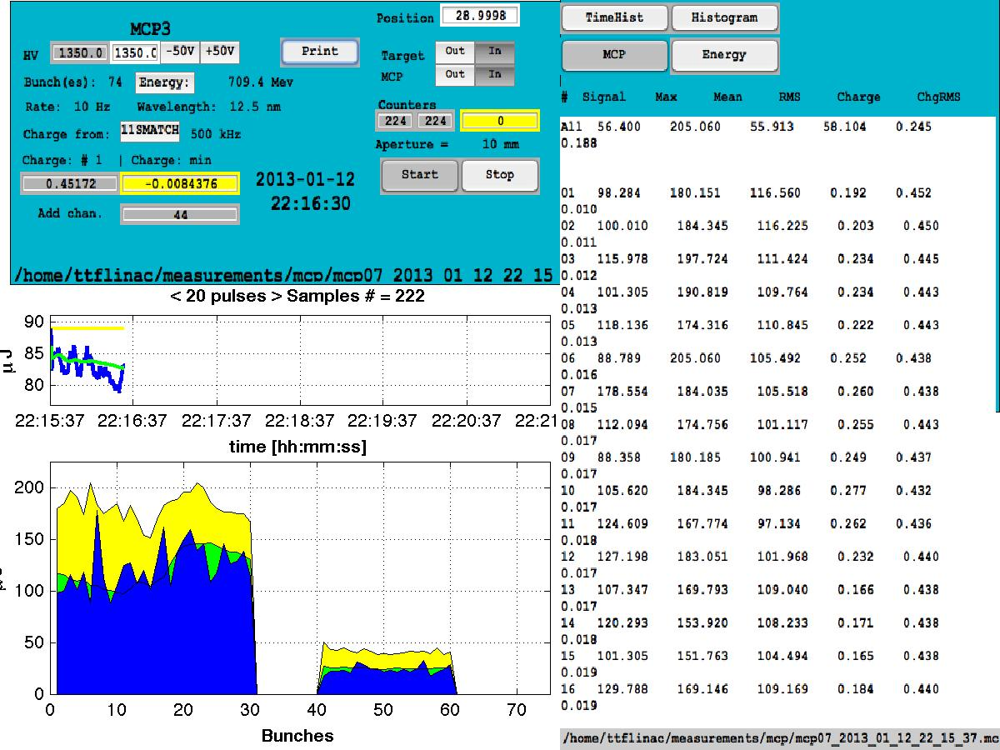 MCP3
Position 28.9998
HV 1350.0 1350.0 -50V +50V Print
Target Out In
MCP Out In
Bunch(es): 74 Energy: 709.4 Mev
Rate: 10 Hz Wavelength: 12.5 nm
Counters
224 224 0
Charge from: 11SMATCH 500 kHz
Aperture = 10 mm
Charge: # 1 | Charge: min
0.45172 -0.0084376
Start Stop
2013-01-12
22:16:30
Add chan. 44
/home/ttflinac/measurements/mcp/mcp07 2013 01 12 22 15
< 20 pulses > Samples # = 222
90
85
80
μ J
22:15:37 22:16:37 22:17:37 22:18:37 22:19:37 22:20:37 22:21
time [hh:mm:ss]
200
150
100
50
0
0 10 20 30 40 50 60 70
Bunches
TimeHist Histogram
MCP Energy
# Signal Max Mean RMS Charge ChgRMS
All 56.400 205.060 55.913 58.104 0.245
0.188
01 98.284 180.151 116.560 0.192 0.452
0.010
02 100.010 184.345 116.225 0.203 0.450
0.011
03 115.978 197.724 111.424 0.234 0.445
0.012
04 101.305 190.819 109.764 0.234 0.443
0.013
05 118.136 174.316 110.845 0.222 0.443
0.013
06 88.789 205.060 105.492 0.252 0.438
0.016
07 178.554 184.035 105.518 0.260 0.438
0.015
08 112.094 174.756 101.117 0.255 0.443
0.017
09 88.358 180.185 100.941 0.249 0.437
0.017
10 105.620 184.345 98.286 0.277 0.432
0.017
11 124.609 167.774 97.134 0.262 0.436
0.018
12 127.198 183.051 101.968 0.232 0.440
0.017
13 107.347 169.793 109.040 0.166 0.438
0.017
14 120.293 153.920 108.233 0.171 0.438
0.018
15 101.305 151.763 104.494 0.165 0.438
0.019
16 129.788 169.146 109.169 0.184 0.440
0.019
/home/ttflinac/measurements/mcp/mcp07_2013_01_12_22_15_37.mc